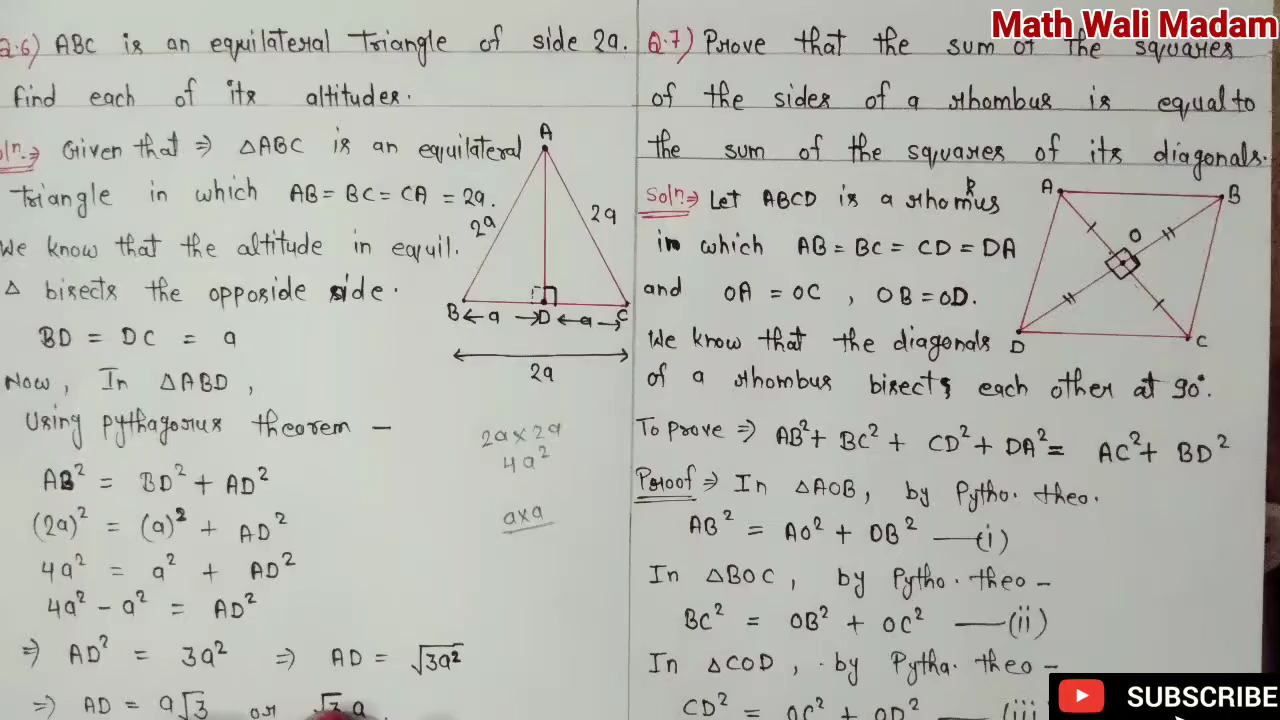 Math Wali Madam
Q.6) ABC is an equilateral Triangle of side 2a.
find each of its altitudes.
Soln.⇒ Given that ⇒ △ABC is an equilateral
Triangle in which AB = BC = CA = 2a.
We know that the altitude in equil.
△ bisects the opposide side.
BD = DC = a
Now, In △ABD,
Using pythagorus theorem –
AB² = BD² + AD²
(2a)² = (a)² + AD²
4a² = a² + AD²
4a² – a² = AD²
⇒ AD² = 3a² ⇒ AD = √3a²
⇒ AD = a√3 or √3a.
A
2a
2a
B ← a → D ← a → C
2a
2a×2a
4a²
a×a
Q.7) Prove that the sum of the squares
of the sides of a rhombus is equal to
the sum of the squares of its diagonals.
Soln.⇒ Let ABCD is a rhomus
in which AB = BC = CD = DA
and OA = OC , OB = OD.
We know that the diagonals
of a rhombus bisects each other at 90°.
To prove ⇒ AB² + BC² + CD² + DA² = AC² + BD²
Proof ⇒ In △AOB, by Pytho. theo.
AB² = AO² + OB² —(i)
In △BOC, by Pytho. theo –
BC² = OB² + OC² —(ii)
In △COD, by Pytha. theo –
CD² = OC² + OD² —(iii)
A
B
O
D
C
SUBSCRIBE